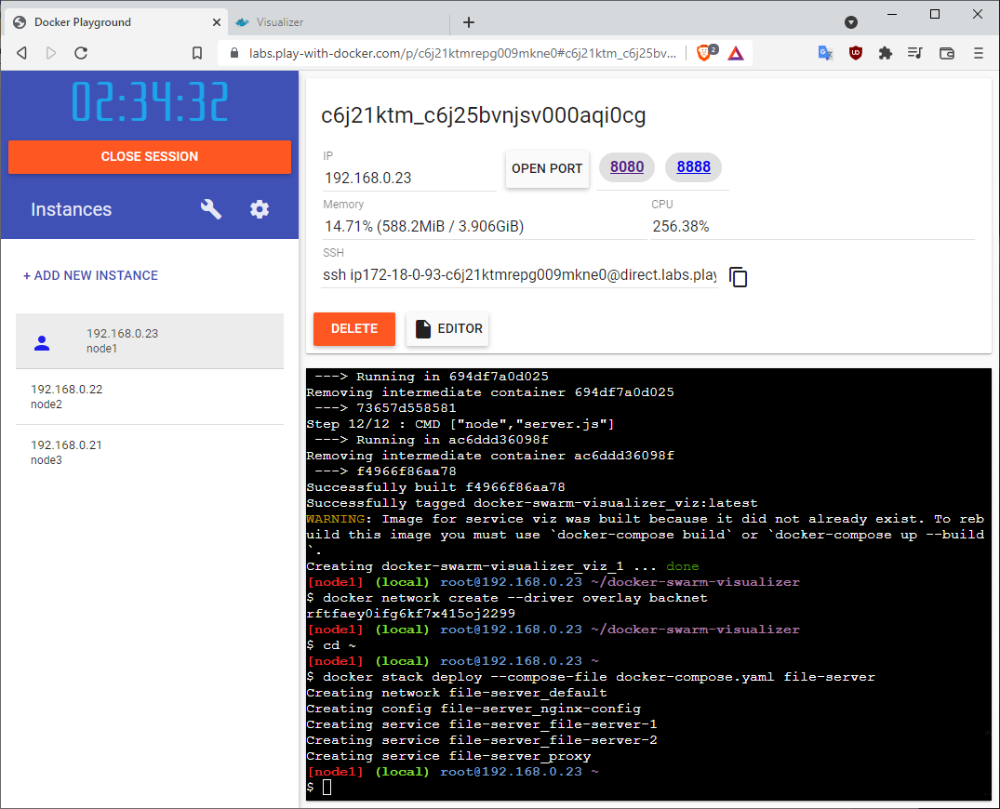 Docker Playground
Visualizer
labs.play-with-docker.com/p/c6j21ktmrepg009mkne0#c6j21ktm_c6j25bv...
2
02:34:32
CLOSE SESSION
Instances
+ ADD NEW INSTANCE
192.168.0.23
node1
192.168.0.22
node2
192.168.0.21
node3
c6j21ktm_c6j25bvnjsv000aqi0cg
IP
192.168.0.23
OPEN PORT
8080
8888
Memory
14.71% (588.2MiB / 3.906GiB)
CPU
256.38%
SSH
ssh ip172-18-0-93-c6j21ktmrepg009mkne0@direct.labs.play
DELETE
EDITOR
---> Running in 694df7a0d025
Removing intermediate container 694df7a0d025
---> 73657d558581
Step 12/12 : CMD ["node","server.js"]
---> Running in ac6ddd36098f
Removing intermediate container ac6ddd36098f
---> f4966f86aa78
Successfully built f4966f86aa78
Successfully tagged docker-swarm-visualizer_viz:latest
WARNING: Image for service viz was built because it did not already exist. To reb
uild this image you must use `docker-compose build` or `docker-compose up --build
`.
Creating docker-swarm-visualizer_viz_1 ... done
[node1] (local) root@192.168.0.23 ~/docker-swarm-visualizer
$ docker network create --driver overlay backnet
rftfaey0ifg6kf7x415oj2299
[node1] (local) root@192.168.0.23 ~/docker-swarm-visualizer
$ cd ~
[node1] (local) root@192.168.0.23 ~
$ docker stack deploy --compose-file docker-compose.yaml file-server
Creating network file-server_default
Creating config file-server_nginx-config
Creating service file-server_file-server-1
Creating service file-server_file-server-2
Creating service file-server_proxy
[node1] (local) root@192.168.0.23 ~
$